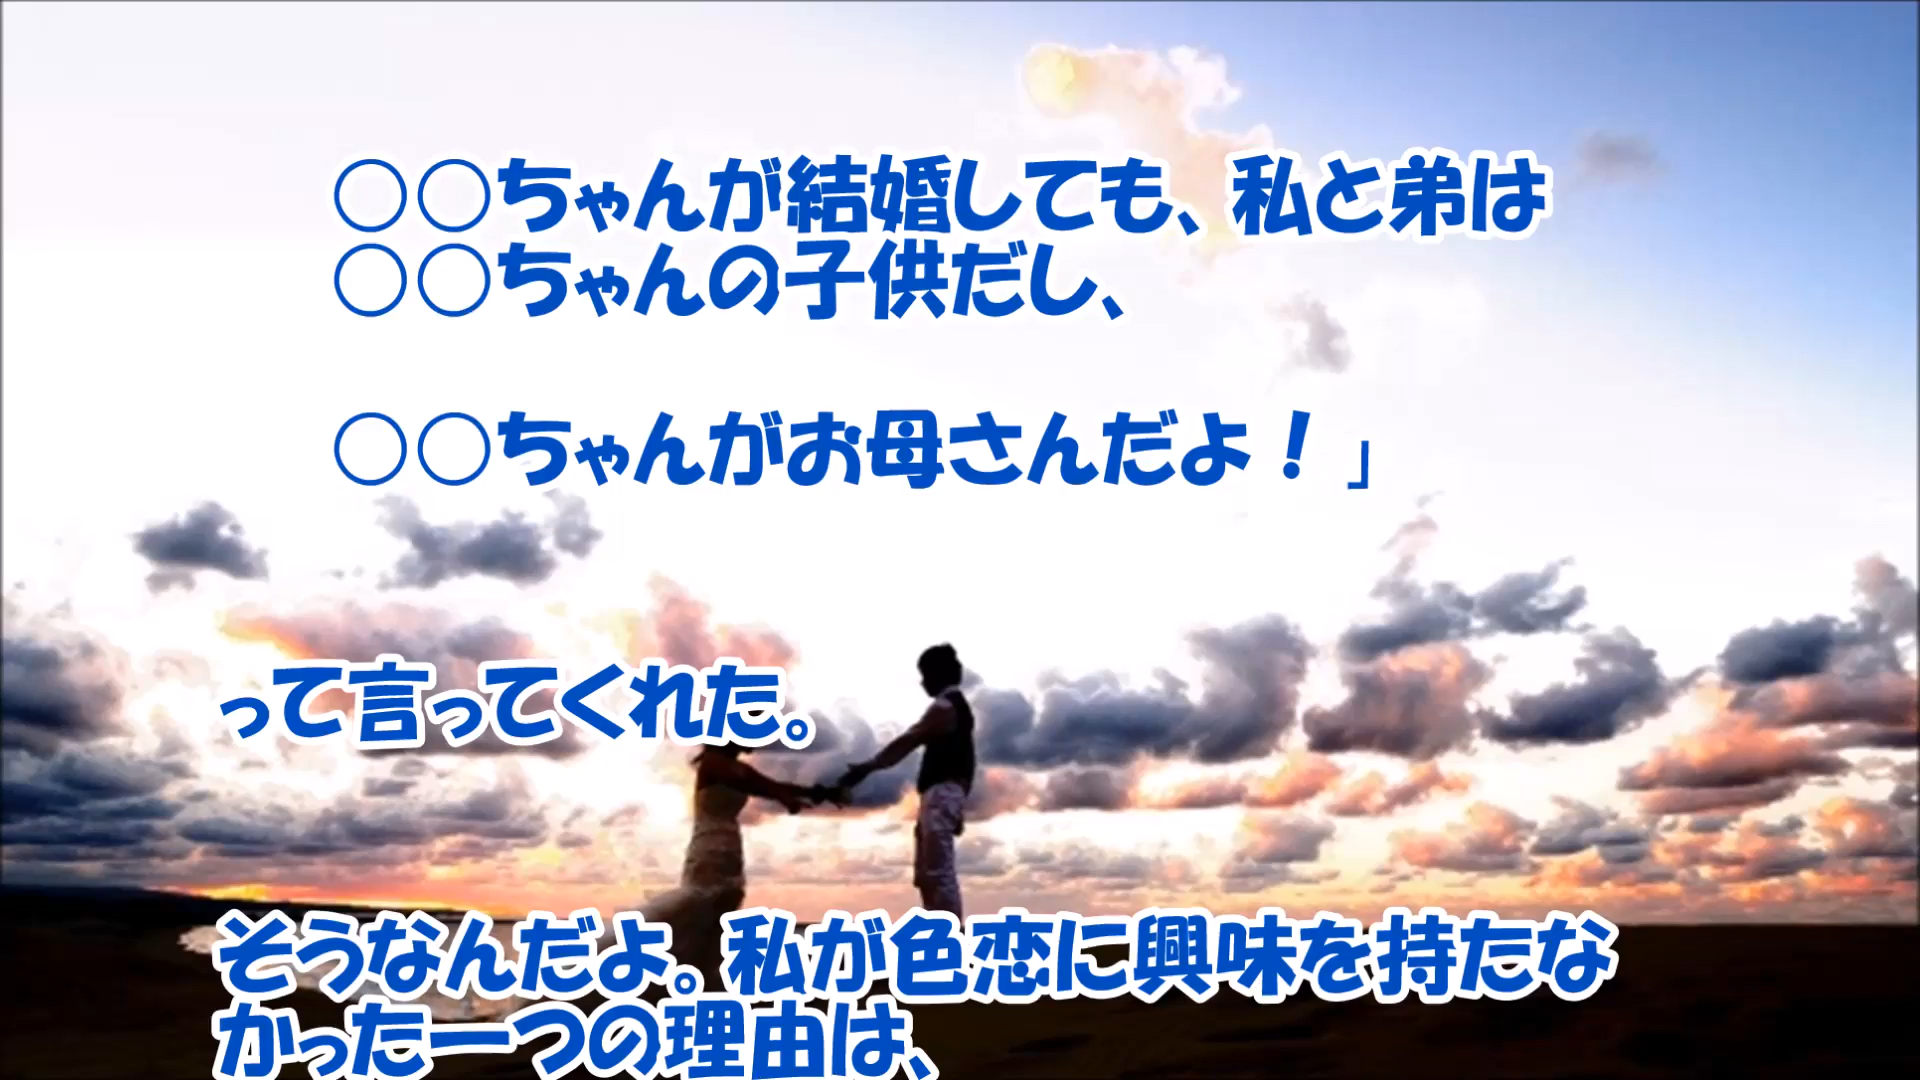 ○○ちゃんが結婚しても、私と弟は
○○ちゃんの子供だし、
○○ちゃんがお母さんだよ！」
って言ってくれた。
そうなんだよ。私が色恋に興味を持たな
かった一つの理由は、